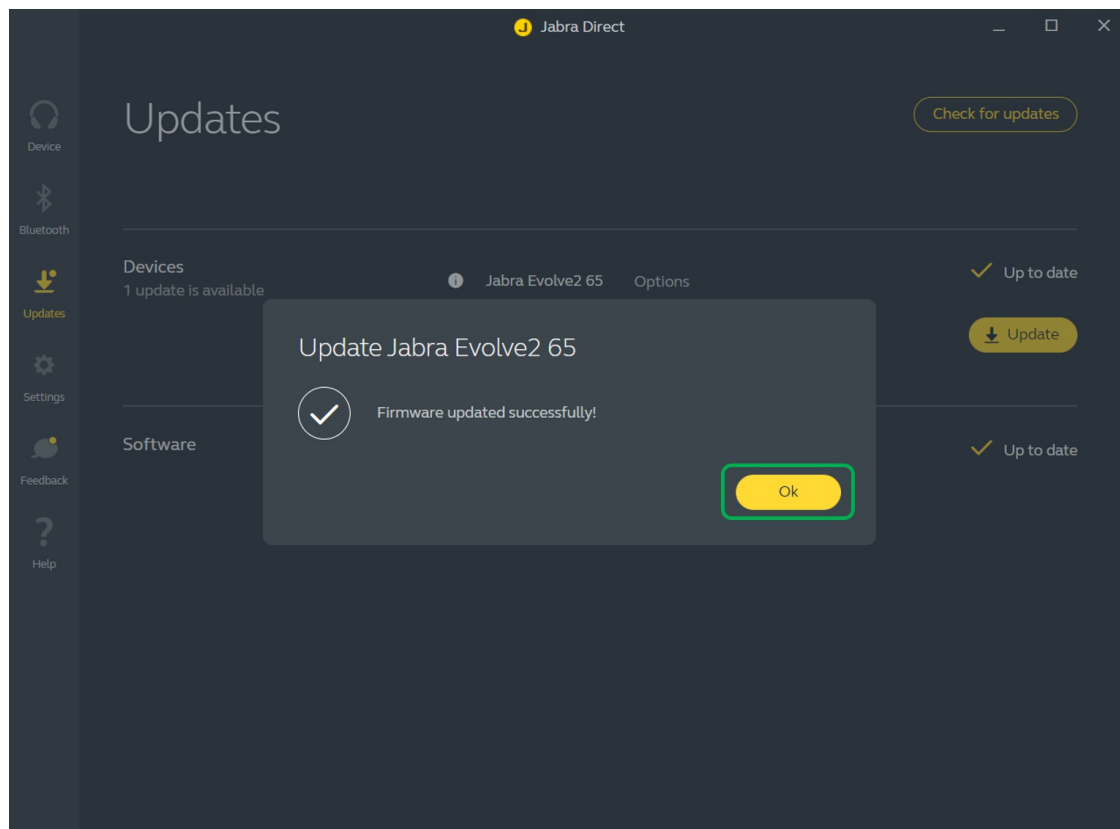 Jabra Direct
Updates
Check for updates
Device
Bluetooth
Updates
Settings
Feedback
Help
Devices
1 update is available
Jabra Evolve2 65 Options
Up to date
Update
Software
Up to date
Update Jabra Evolve2 65
Firmware updated successfully!
Ok